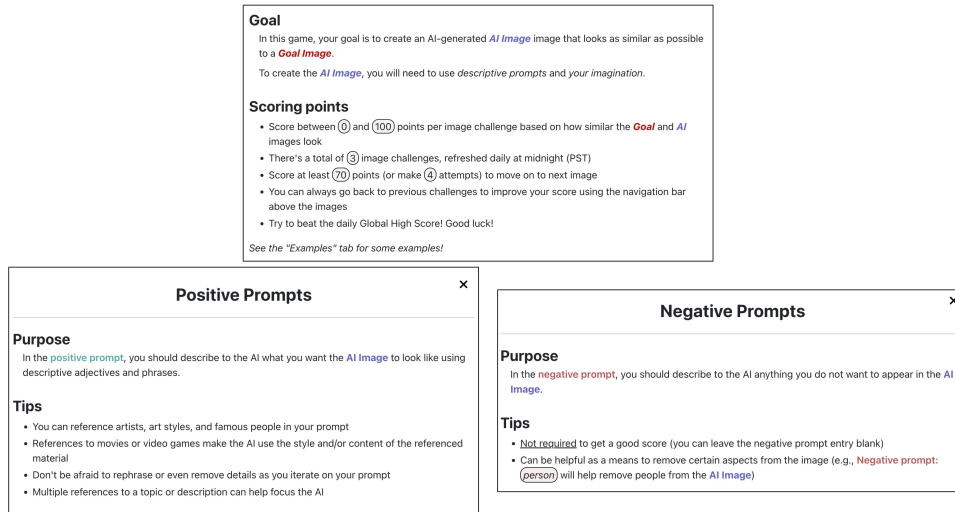 Goal
In this game, your goal is to create an AI-generated AI Image image that looks as similar as possible
to a Goal Image.
To create the AI Image, you will need to use descriptive prompts and your imagination.
Scoring points
• Score between 0 and 100 points per image challenge based on how similar the Goal and AI
images look
• There's a total of 3 image challenges, refreshed daily at midnight (PST)
• Score at least 70 points (or make 4 attempts) to move on to next image
• You can always go back to previous challenges to improve your score using the navigation bar
above the images
• Try to beat the daily Global High Score! Good luck!
See the "Examples" tab for some examples!
Positive Prompts
Purpose
In the positive prompt, you should describe to the AI what you want the AI Image to look like using
descriptive adjectives and phrases.
Tips
• You can reference artists, art styles, and famous people in your prompt
• References to movies or video games make the AI use the style and/or content of the referenced
material
• Don't be afraid to rephrase or even remove details as you iterate on your prompt
• Multiple references to a topic or description can help focus the AI
Negative Prompts
Purpose
In the negative prompt, you should describe to the AI anything you do not want to appear in the AI
Image.
Tips
• Not required to get a good score (you can leave the negative prompt entry blank)
• Can be helpful as a means to remove certain aspects from the image (e.g., Negative prompt:
person will help remove people from the AI Image)